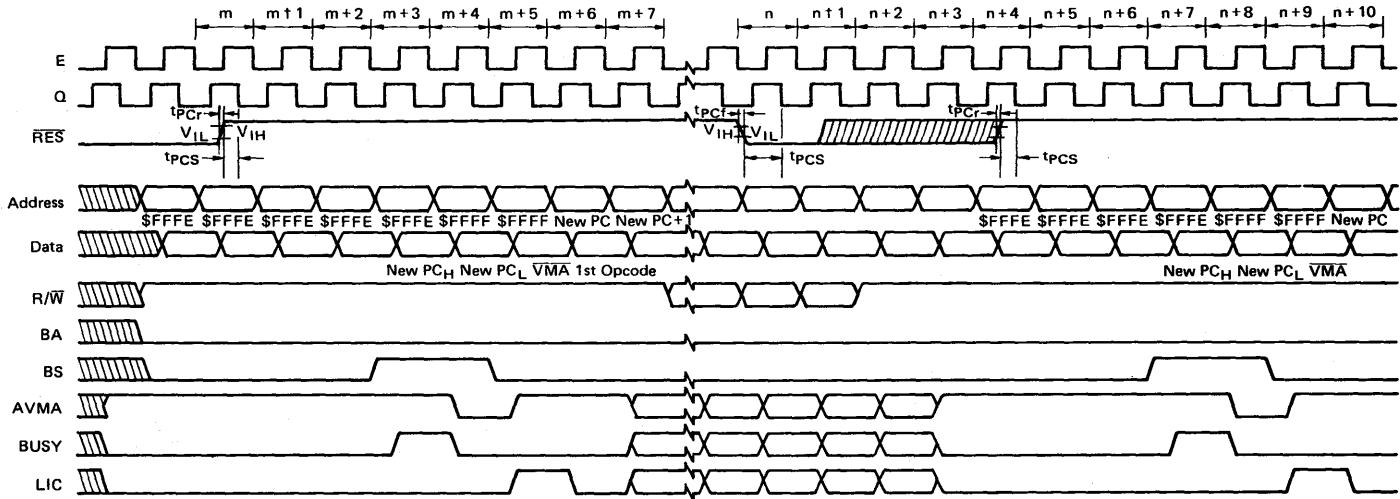 m m+1 m+2 m+3 m+4 m+5 m+6 m+7 n n+1 n+2 n+3 n+4 n+5 n+6 n+7 n+8 n+9 n+10
E
Q
tPCr tPCf tPCr
RES VIL VIH VIH VIL
tPCS tPCS tPCS
Address
$FFFE $FFFE $FFFE $FFFE $FFFE $FFFF $FFFF New PC New PC+1 $FFFE $FFFE $FFFE $FFFE $FFFF $FFFF New PC
Data
New PCH New PCL VMA 1st Opcode New PCH New PCL VMA
R/W
BA
BS
AVMA
BUSY
LIC